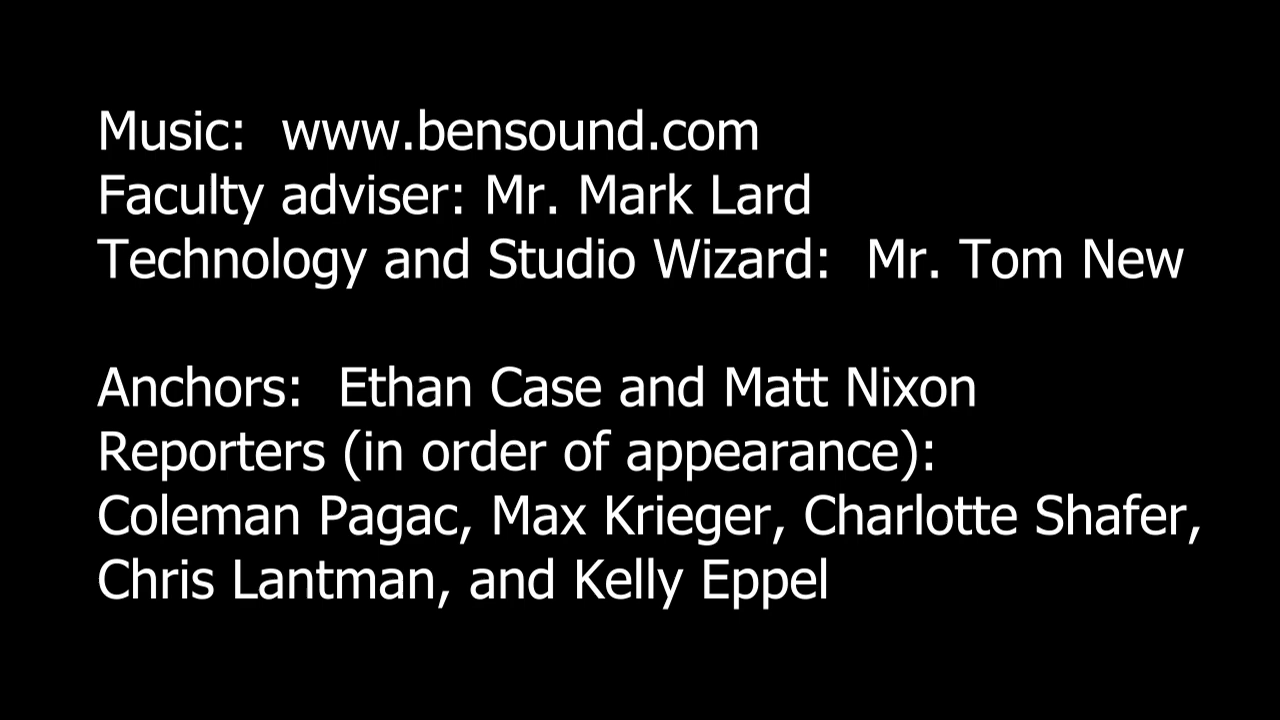 Music:  www.bensound.com
Faculty adviser: Mr. Mark Lard
Technology and Studio Wizard:  Mr. Tom New
Anchors:  Ethan Case and Matt Nixon
Reporters (in order of appearance):
Coleman Pagac, Max Krieger, Charlotte Shafer,
Chris Lantman, and Kelly Eppel